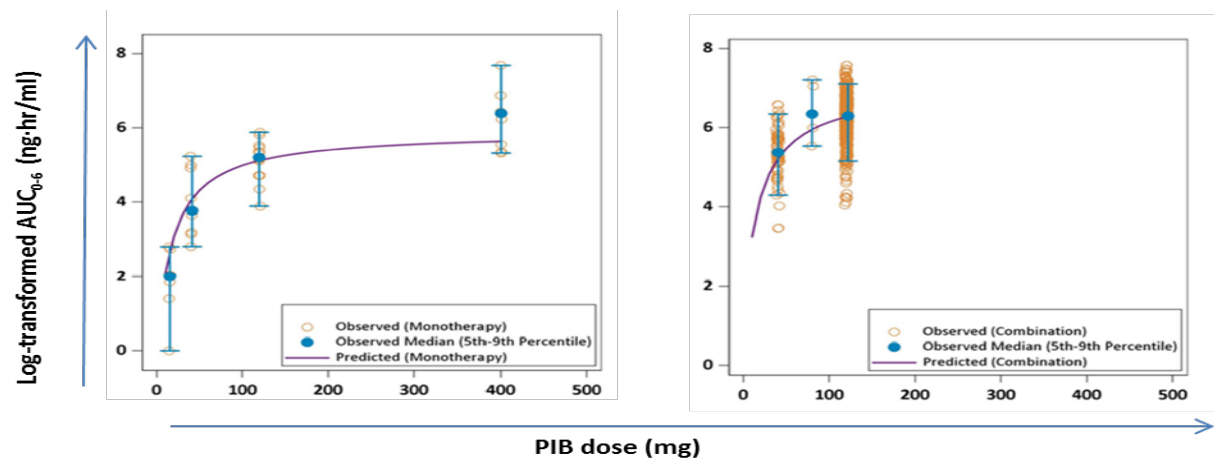 Log-transformed AUC0-6 (ng·hr/ml)
8
6
4
2
0
0 100 200 300 400 500
Observed (Monotherapy)
Observed Median (5th-9th Percentile)
Predicted (Monotherapy)
8
6
4
2
0
0 100 200 300 400 500
Observed (Combination)
Observed Median (5th-9th Percentile)
Predicted (Combination)
PIB dose (mg)